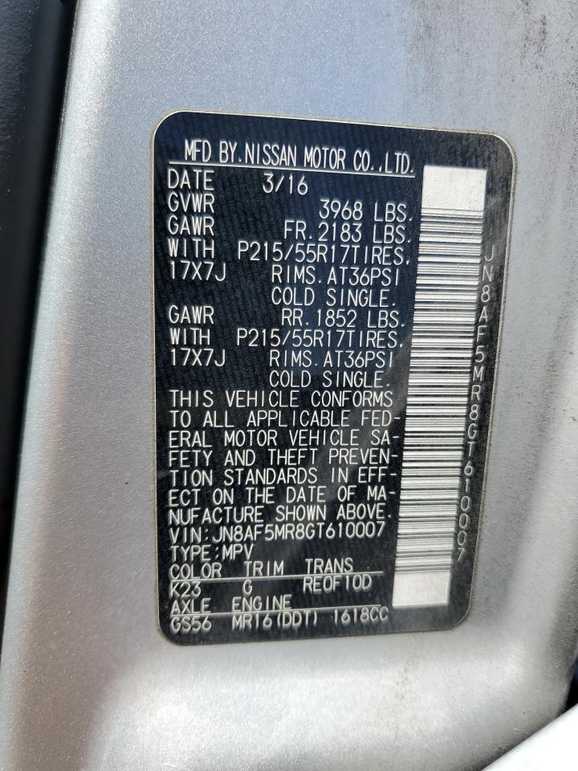 MFD BY.NISSAN MOTOR CO.,LTD.
DATE 3/16
GVWR 3968 LBS.
GAWR FR.2183 LBS.
WITH P215/55R17TIRES,
17X7J RIMS.AT36PSI
COLD SINGLE.
GAWR RR.1852 LBS.
WITH P215/55R17TIRES,
17X7J RIMS.AT36PSI
COLD SINGLE.
THIS VEHICLE CONFORMS
TO ALL APPLICABLE FED-
ERAL MOTOR VEHICLE SA-
FETY AND THEFT PREVEN-
TION STANDARDS IN EFF-
ECT ON THE DATE OF MA-
NUFACTURE SHOWN ABOVE.
VIN:JN8AF5MR8GT610007
TYPE:MPV
COLOR TRIM TRANS
K23 G RE0F10D
AXLE ENGINE
GS56 MR16(DDT) 1618CC
JN8AF5MR8GT610007